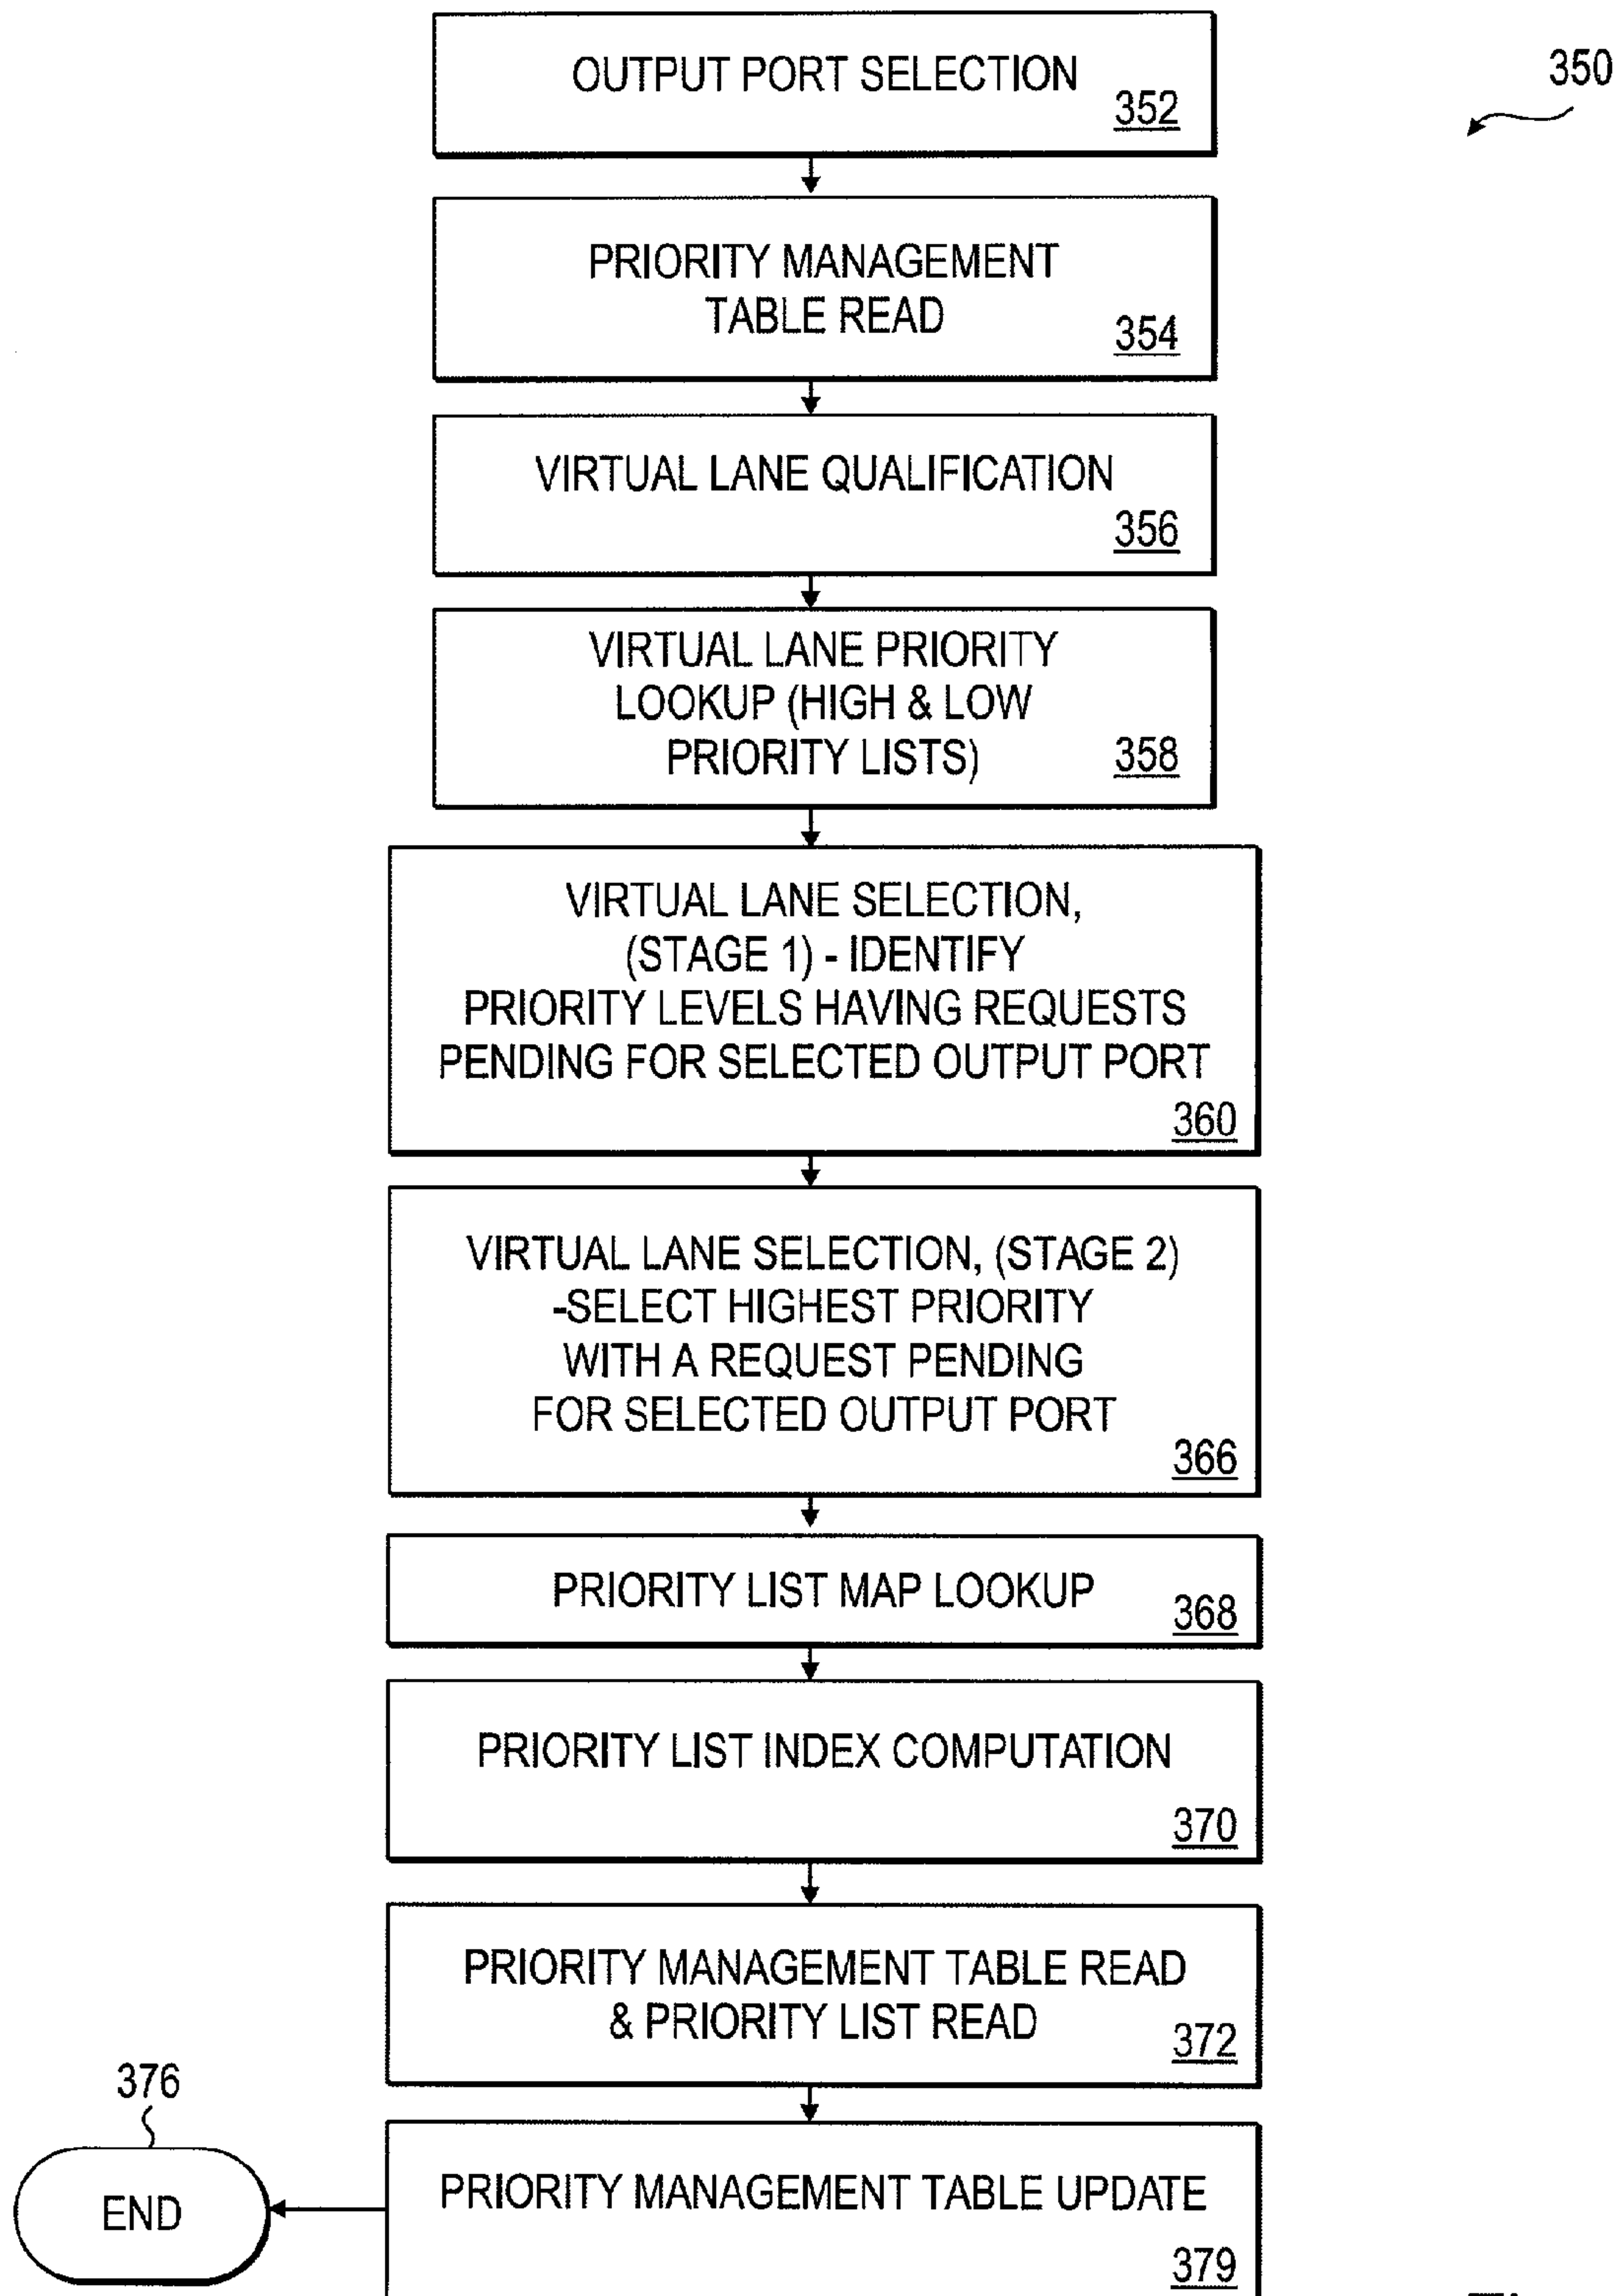 OUTPUT PORT SELECTION
352
350
PRIORITY MANAGEMENT
TABLE READ
354
VIRTUAL LANE QUALIFICATION
356
VIRTUAL LANE PRIORITY
LOOKUP (HIGH & LOW
PRIORITY LISTS)
358
VIRTUAL LANE SELECTION,
(STAGE 1) - IDENTIFY
PRIORITY LEVELS HAVING REQUESTS
PENDING FOR SELECTED OUTPUT PORT
360
VIRTUAL LANE SELECTION, (STAGE 2)
-SELECT HIGHEST PRIORITY
WITH A REQUEST PENDING
FOR SELECTED OUTPUT PORT
366
PRIORITY LIST MAP LOOKUP
368
PRIORITY LIST INDEX COMPUTATION
370
PRIORITY MANAGEMENT TABLE READ
& PRIORITY LIST READ
372
376
END
PRIORITY MANAGEMENT TABLE UPDATE
379